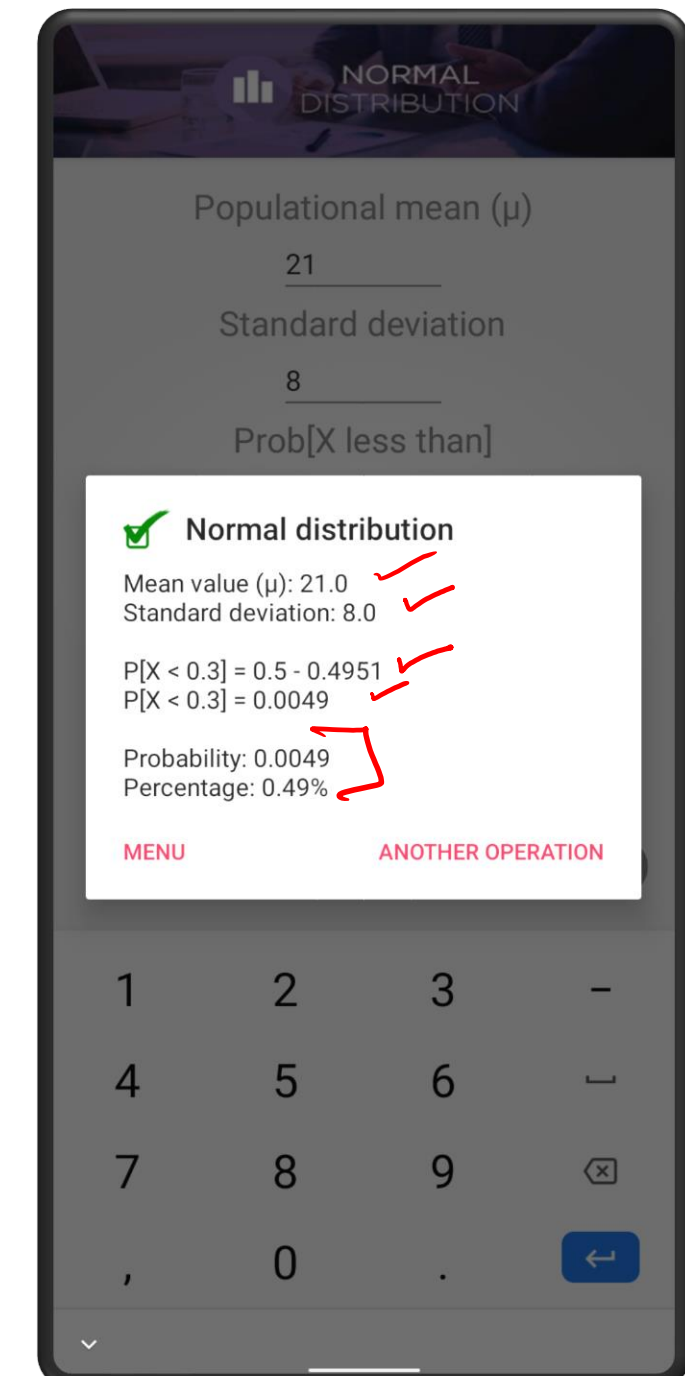 NORMAL
DISTRIBUTION
Populational mean (µ)
21
Standard deviation
8
Prob[X less than]
Normal distribution
Mean value (µ): 21.0
Standard deviation: 8.0
P[X < 0.3] = 0.5 - 0.4951
P[X < 0.3] = 0.0049
Probability: 0.0049
Percentage: 0.49%
MENU ANOTHER OPERATION
1 2 3 −
4 5 6
7 8 9
, 0 .